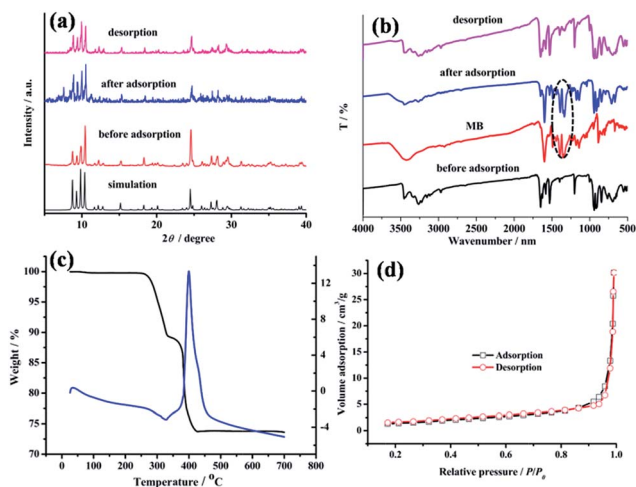 (a)
desorption
after adsorption
before adsorption
simulation
Intensity / a.u.
10 20 30 40
2θ / degree
(b)
desorption
after adsorption
MB
before adsorption
T / %
4000 3500 3000 2500 2000 1500 1000 500
Wavenumber / nm
(c)
100
95
90
85
80
75
70
Weight / %
12
8
4
0
-4
0 100 200 300 400 500 600 700 800
Temperature / °C
(d)
35
30
25
20
15
10
5
0
Volume adsorption / cm³/g
Adsorption
Desorption
0.2 0.4 0.6 0.8 1.0
Relative pressure / P/P₀